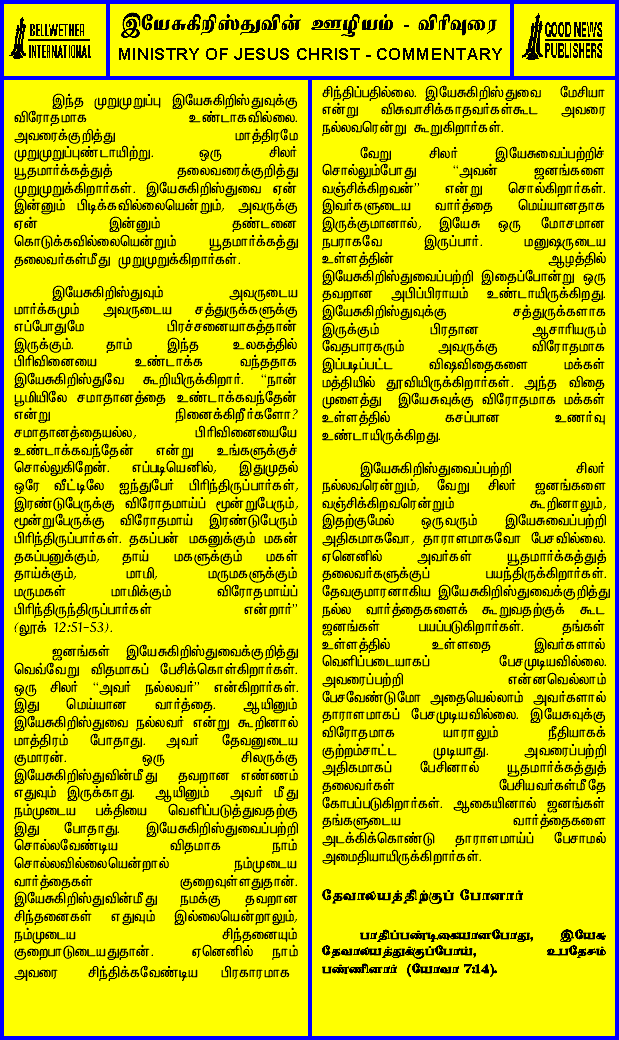 BELLWETHER
INTERNATIONAL
இயேசுகிறிஸ்துவின் ஊழியம் - விரிவுரை
MINISTRY OF JESUS CHRIST - COMMENTARY
GOOD NEWS
PUBLISHERS
இந்த முறுமுறுப்பு இயேசுகிறிஸ்துவுக்கு
விரோதமாக உண்டாகவில்லை.
அவரைக்குறித்து மாத்திரமே
முறுமுறுப்புண்டாயிற்று. ஒரு சிலர்
யூதமார்க்கத்துத் தலைவரைக்குறித்து
முறுமுறுக்கிறார்கள். இயேசுகிறிஸ்துவை ஏன்
இன்னும் பிடிக்கவில்லையென்றும், அவருக்கு
ஏன் இன்னும் தண்டனை
கொடுக்கவில்லையென்றும் யூதமார்க்கத்து
தலைவர்கள்மீது முறுமுறுக்கிறார்கள்.
இயேசுகிறிஸ்துவும் அவருடைய
மார்க்கமும் அவருடைய சத்துருக்களுக்கு
எப்போதுமே பிரச்சனையாகத்தான்
இருக்கும். தாம் இந்த உலகத்தில்
பிரிவினையை உண்டாக்க வந்ததாக
இயேசுகிறிஸ்துவே கூறியிருக்கிறார். “நான்
பூமியிலே சமாதானத்தை உண்டாக்கவந்தேன்
என்று நினைக்கிறீர்களோ?
சமாதானத்தையல்ல, பிரிவினையையே
உண்டாக்கவந்தேன் என்று உங்களுக்குச்
சொல்லுகிறேன். எப்படியெனில், இதுமுதல்
ஒரே வீட்டிலே ஐந்துபேர் பிரிந்திருப்பார்கள்,
இரண்டுபேருக்கு விரோதமாய்ப் மூன்றுபேரும்,
மூன்றுபேருக்கு விரோதமாய் இரண்டுபேரும்
பிரிந்திருப்பார்கள். தகப்பன் மகனுக்கும் மகன்
தகப்பனுக்கும், தாய் மகளுக்கும் மகள்
தாய்க்கும், மாமி, மருமகளுக்கும்
மருமகள் மாமிக்கும் விரோதமாய்ப்
பிரிந்திருந்திருப்பார்கள் என்றார்”
(லூக் 12:51-53).
ஜனங்கள் இயேசுகிறிஸ்துவைக்குறித்து
வெவ்வேறு விதமாகப் பேசிக்கொள்கிறார்கள்.
ஒரு சிலர் “அவர் நல்லவர்” என்கிறார்கள்.
இது மெய்யான வார்த்தை. ஆயினும்
இயேசுகிறிஸ்துவை நல்லவர் என்று கூறினால்
மாத்திரம் போதாது. அவர் தேவனுடைய
குமாரன். ஒரு சிலருக்கு
இயேசுகிறிஸ்துவின்மீது தவறான எண்ணம்
எதுவும் இருக்காது. ஆயினும் அவர் மீது
நம்முடைய பக்தியை வெளிப்படுத்துவதற்கு
இது போதாது. இயேசுகிறிஸ்துவைப்பற்றி
சொல்லவேண்டிய விதமாக நாம்
சொல்லவில்லையென்றால் நம்முடைய
வார்த்தைகள் குறைவுள்ளதுதான்.
இயேசுகிறிஸ்துவின்மீது நமக்கு தவறான
சிந்தனைகள் எதுவும் இல்லையென்றாலும்,
நம்முடைய சிந்தனையும்
குறைபாடுடையதுதான். ஏனெனில் நாம்
அவரை சிந்திக்கவேண்டிய பிரகாரமாக
சிந்திப்பதில்லை. இயேசுகிறிஸ்துவை மேசியா
என்று விசுவாசிக்காதவர்கள்கூட அவரை
நல்லவரென்று கூறுகிறார்கள்.
வேறு சிலர் இயேசுவைப்பற்றிச்
சொல்லும்போது “அவன் ஜனங்களை
வஞ்சிக்கிறவன்” என்று சொல்கிறார்கள்.
இவர்களுடைய வார்த்தை மெய்யானதாக
இருக்குமானால், இயேசு ஒரு மோசமான
நபராகவே இருப்பார். மனுஷருடைய
உள்ளத்தின் ஆழத்தில்
இயேசுகிறிஸ்துவைப்பற்றி இதைப்போன்று ஒரு
தவறான அபிப்பிராயம் உண்டாயிருக்கிறது.
இயேசுகிறிஸ்துவுக்கு சத்துருக்களாக
இருக்கும் பிரதான ஆசாரியரும்
வேதபாரகரும் அவருக்கு விரோதமாக
இப்படிப்பட்ட விஷவிதைகளை மக்கள்
மத்தியில் தூவியிருக்கிறார்கள். அந்த விதை
முளைத்து இயேசுவுக்கு விரோதமாக மக்கள்
உள்ளத்தில் கசப்பான உணர்வு
உண்டாயிருக்கிறது.
இயேசுகிறிஸ்துவைப்பற்றி சிலர்
நல்லவரென்றும், வேறு சிலர் ஜனங்களை
வஞ்சிக்கிறவரென்றும் கூறினாலும்,
இதற்குமேல் ஒருவரும் இயேசுவைப்பற்றி
அதிகமாகவோ, தாராளமாகவோ பேசவில்லை.
ஏனெனில் அவர்கள் யூதமார்க்கத்துத்
தலைவர்களுக்குப் பயந்திருக்கிறார்கள்.
தேவகுமாரனாகிய இயேசுகிறிஸ்துவைக்குறித்து
நல்ல வார்த்தைகளைக் கூறுவதற்குக் கூட
ஜனங்கள் பயப்படுகிறார்கள். தங்கள்
உள்ளத்தில் உள்ளதை இவர்களால்
வெளிப்படையாகப் பேசமுடியவில்லை.
அவரைப்பற்றி என்னவெல்லாம்
பேசவேண்டுமோ அதையெல்லாம் அவர்களால்
தாராளமாகப் பேசமுடியவில்லை. இயேசுவுக்கு
விரோதமாக யாராலும் நீதியாகக்
குற்றம்சாட்ட முடியாது. அவரைப்பற்றி
அதிகமாகப் பேசினால் யூதமார்க்கத்துத்
தலைவர்கள் பேசியவர்கள்மீதே
கோபப்படுகிறார்கள். ஆகையினால் ஜனங்கள்
தங்களுடைய வார்த்தைகளை
அடக்கிக்கொண்டு தாராளமாய்ப் பேசாமல்
அமைதியாயிருக்கிறார்கள்.
தேவாலயத்திற்குப் போனார்
பாதிப்பண்டிகையானபோது, இயேசு
தேவாலயத்துக்குப்போய், உபதேசம்
பண்ணினார் (யோவா 7:14).